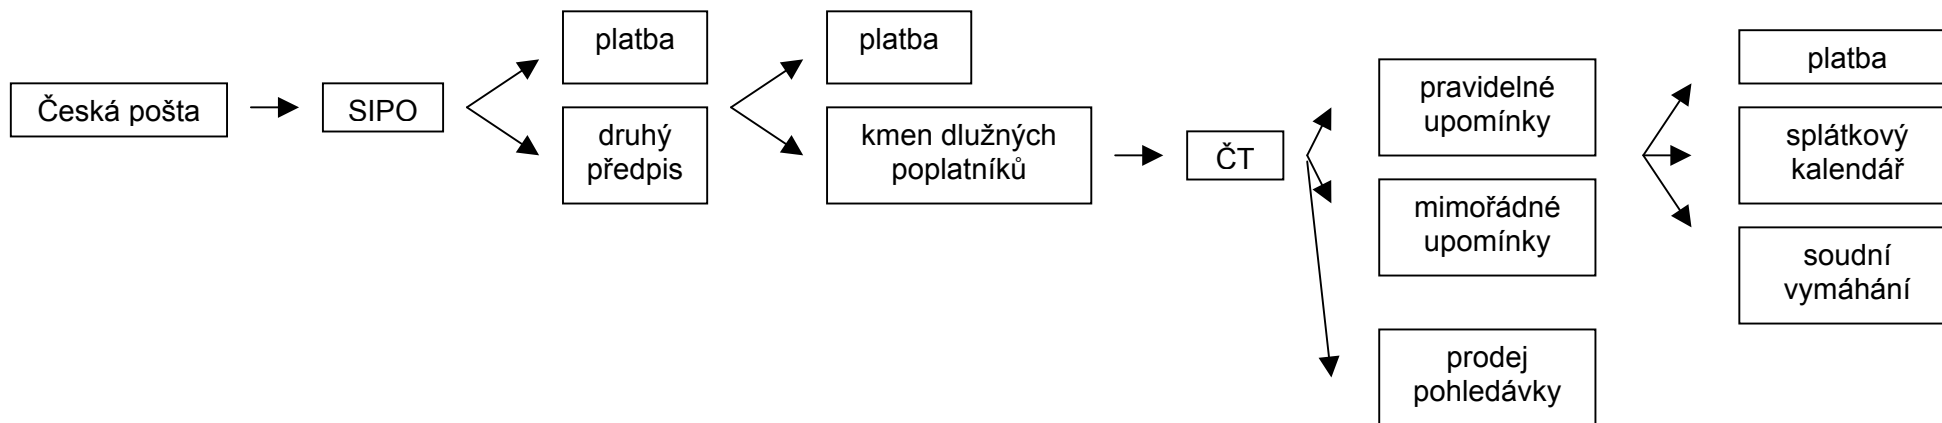 Česká pošta
SIPO
platba
druhý
předpis
platba
kmen dlužných
poplatníků
ČT
pravidelné
upomínky
mimořádné
upomínky
prodej
pohledávky
platba
splátkový
kalendář
soudní
vymáhání